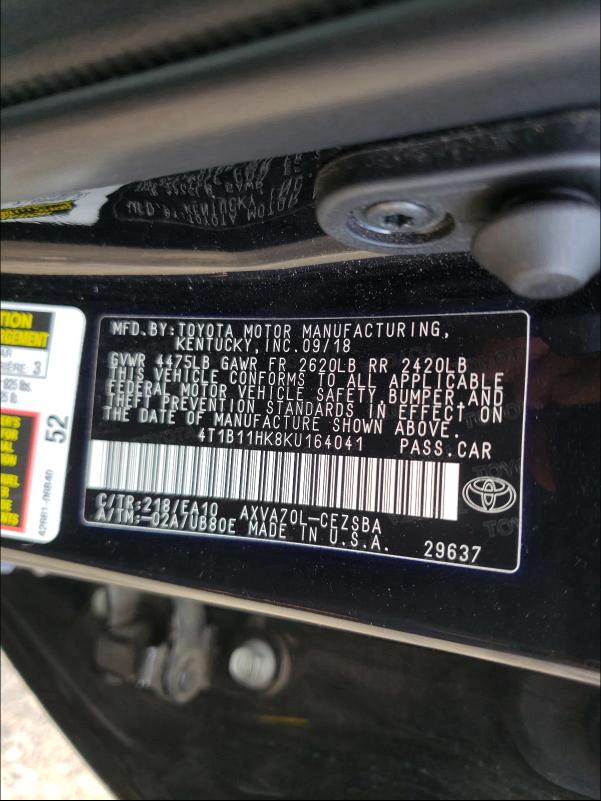 MFD.BY:TOYOTA MOTOR MANUFACTURING,
KENTUCKY, INC.09/18
GVWR 4475LB GAWR FR 2620LB RR 2420LB
THIS VEHICLE CONFORMS TO ALL APPLICABLE
FEDERAL MOTOR VEHICLE SAFETY, BUMPER,AND
THEFT PREVENTION STANDARDS IN EFFECT ON
THE DATE OF MANUFACTURE SHOWN ABOVE.
4T1B11HK8KU164041 PASS.CAR
C/TR:218/EA10 AXVA70L-CEZSBA
A/TM:-02A/UB80E MADE IN U.S.A. 29637
52